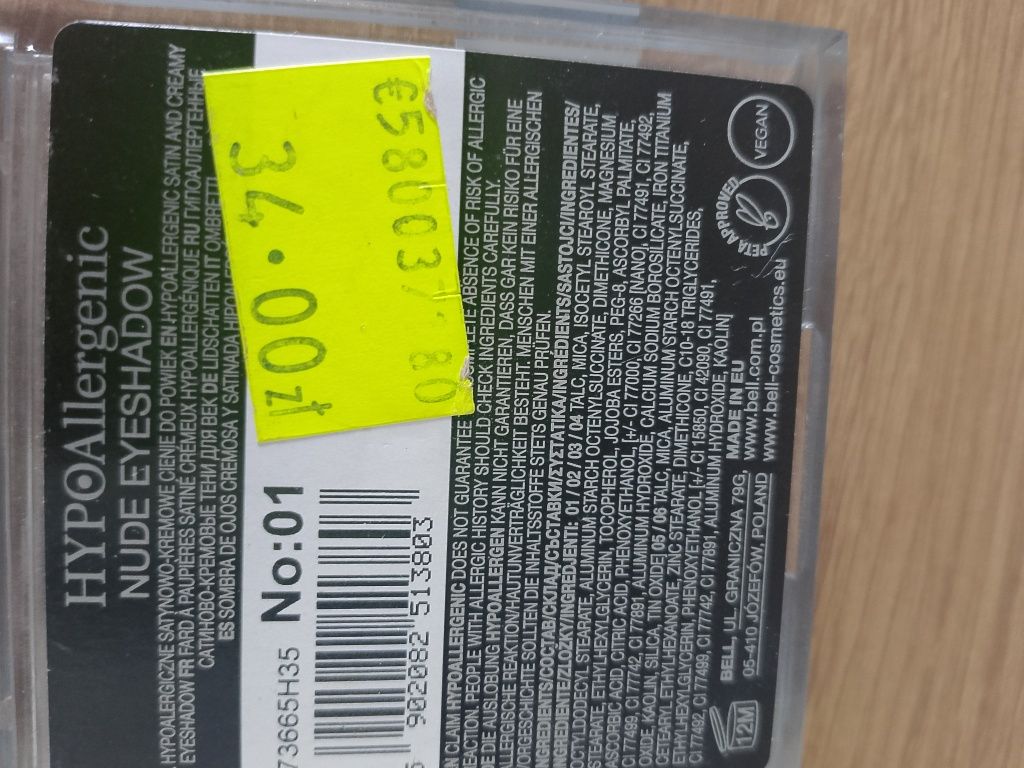 HYPOAllergenic
NUDE EYESHADOW
HYPOALERGICZNE SATYNOWO-KREMOWE CIENIE DO POWIEK EN HYPOALLERGENIC SATIN AND CREAMY
EYESHADOW FR FARD À PAUPIÈRES SATINÉ CRÉMEUX HYPOALLERGÉNIQUE RU ГИПОАЛЛЕРГЕННЫЕ
САТИНОВО-КРЕМОВЫЕ ТЕНИ ДЛЯ ВЕК DE LIDSCHATTEN IT OMBRETTI
ES SOMBRA DE OJOS CREMOSA Y SATINADA
€58003
34.00 zł
No:01
73665H35
902082 513803
CLAIM HYPOALLERGENIC DOES NOT GUARANTEE ABSENCE OF RISK OF ALLERGIC
REACTION. PEOPLE WITH ALLERGIC HISTORY SHOULD CHECK INGREDIENTS CAREFULLY.
DE DIE AUSLOBUNG HYPOALLERGEN KANN NICHT GARANTIEREN, DASS GAR KEIN RISIKO FÜR EINE
ALLERGISCHE REAKTION/HAUTUNVERTRÄGLICHKEIT BESTEHT. MENSCHEN MIT EINER ALLERGISCHEN
VORGESCHICHTE SOLLTEN DIE INHALTSSTOFFE STETS GENAU PRÜFEN.
INGREDIENTS/СОСТАВ/СКЛАД/СЪСТАВКИ/ΣΥΣΤΑΤΙΚΑ/INGRÉDIENTS/SASTOJCI/INGREDIENTES/
INGREDIENTE/ZLOŽKY/INGREDIENT: 01 / 02 / 03 / 04 TALC, MICA, ISOCETYL STEAROYL STEARATE,
OCTYLDODECYL STEARATE, ALUMINUM STARCH OCTENYLSUCCINATE, DIMETHICONE, MAGNESIUM
STEARATE, ETHYLHEXYLGLYCERIN, TOCOPHEROL, JOJOBA ESTERS, PEG-8, ASCORBYL PALMITATE,
ASCORBIC ACID, CITRIC ACID, PHENOXYETHANOL, [+/- CI 77000, CI 77266 (NANO), CI 77491, CI 77492,
CI 77499, CI 77742, CI 77891, ALUMINUM HYDROXIDE, CALCIUM SODIUM BOROSILICATE, IRON TITANIUM
OXIDE, KAOLIN, SILICA, TIN OXIDE] 05 / 06 TALC, MICA, ALUMINUM STARCH OCTENYLSUCCINATE,
CETEARYL ETHYLHEXANOATE, ZINC STEARATE, DIMETHICONE, C10-18 TRIGLYCERIDES,
ETHYLHEXYLGLYCERIN, PHENOXYETHANOL, [+/- CI 15850, CI 42090, CI 77491,
CI 77492, CI 77499, CI 77742, CI 77891, ALUMINUM HYDROXIDE, KAOLIN]
12M
BELL
UL. GRANICZNA 79G,
05-410 JÓZEFÓW, POLAND
MADE IN EU
www.bell.com.pl
www.bell-cosmetics.eu
PETA APPROVED
VEGAN